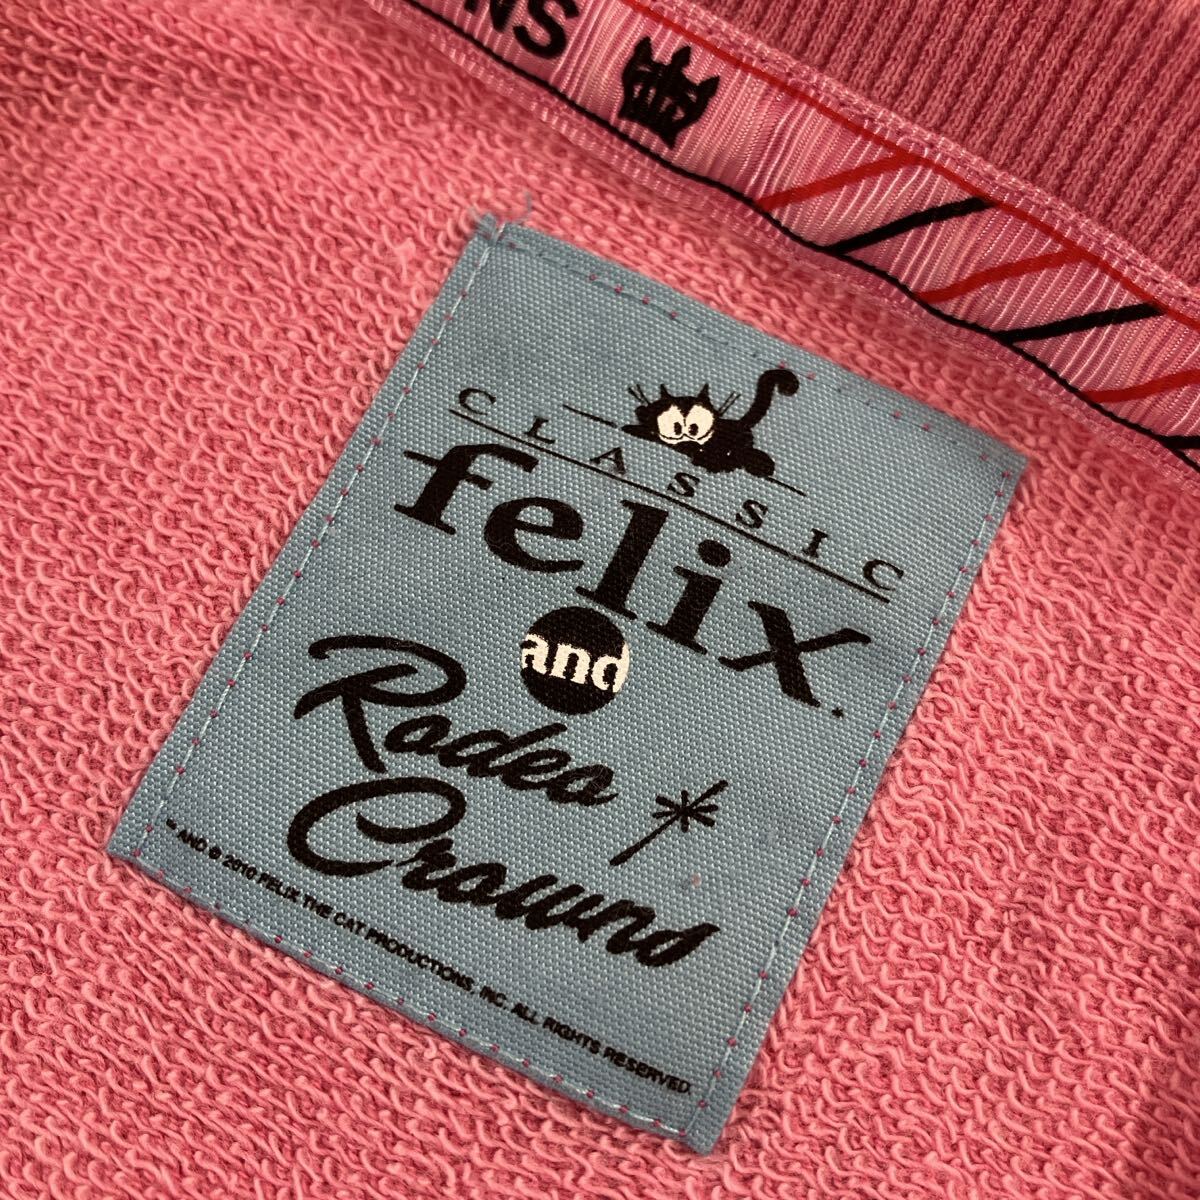 NS
CLASSIC
felix.
and
Rodeo
Crowns
™ AND © 2010 FELIX THE CAT PRODUCTIONS, INC. ALL RIGHTS RESERVED.